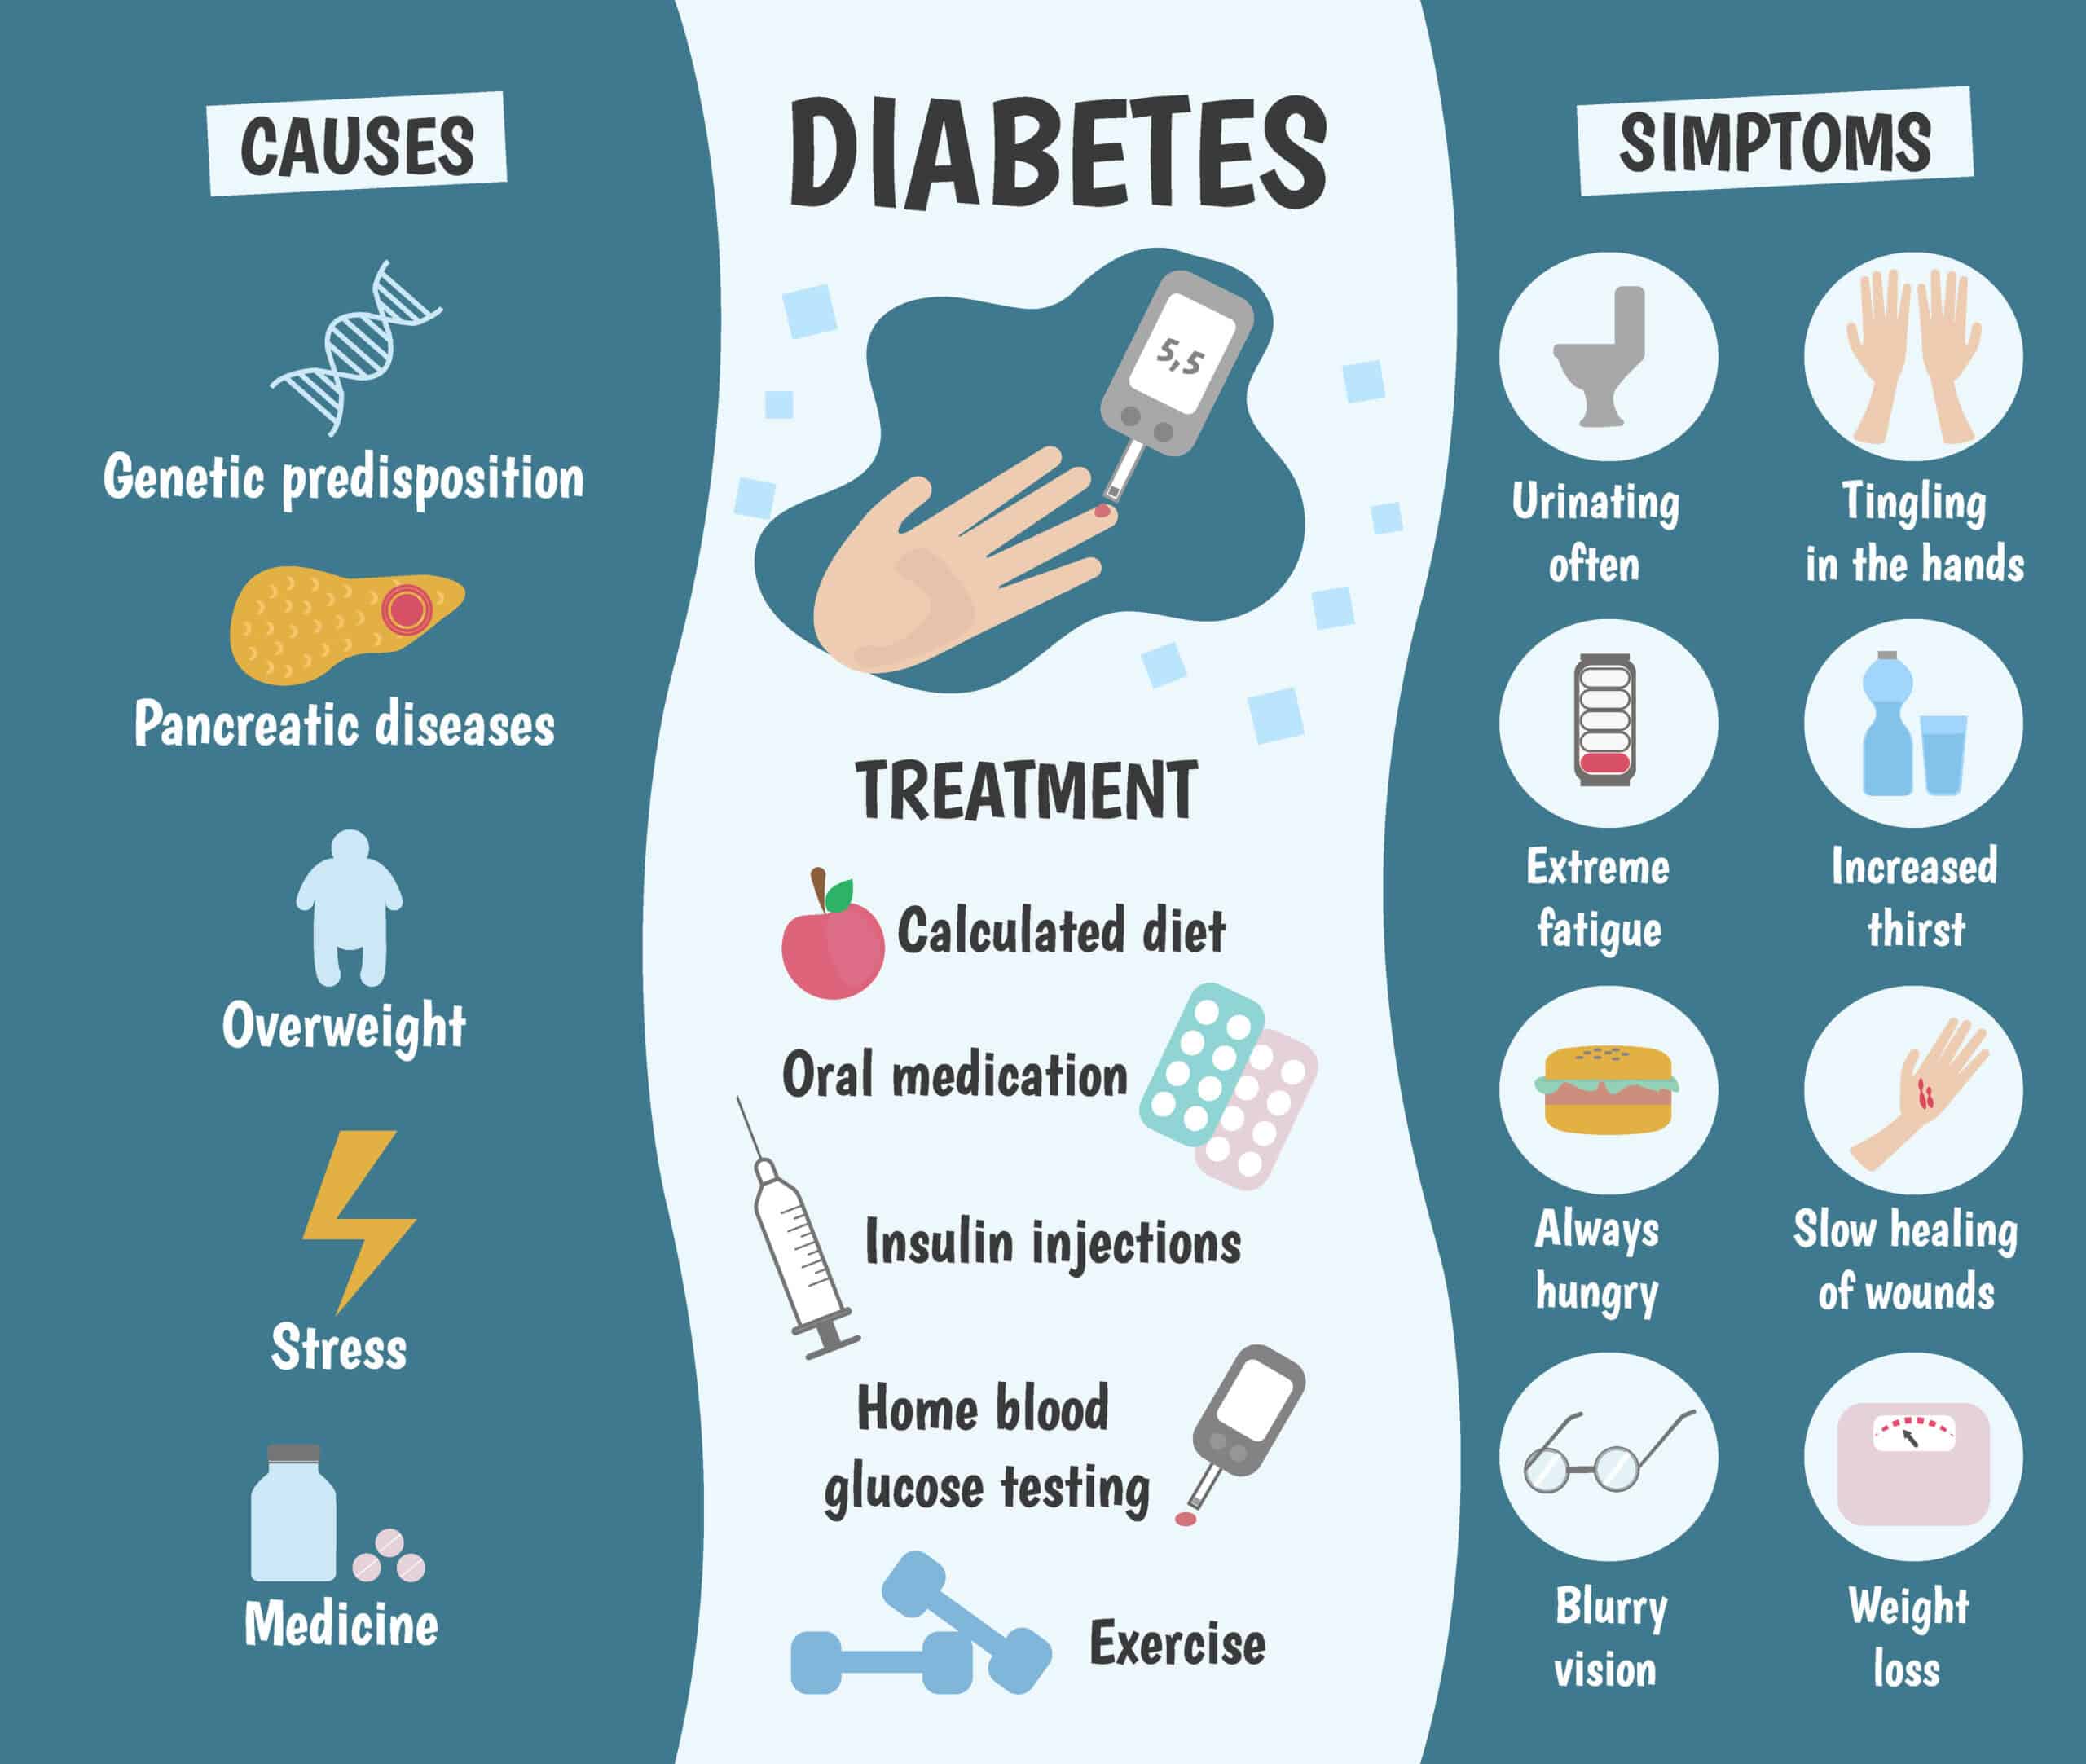 CAUSES
Genetic predisposition
Pancreatic diseases
Overweight
Stress
Medicine
DIABETES
5,5
TREATMENT
Calculated diet
Oral medication
Insulin injections
Home blood
glucose testing
Exercise
SIMPTOMS
Urinating
often
Tingling
in the hands
Extreme
fatigue
Increased
thirst
Always
hungry
Slow healing
of wounds
Blurry
vision
Weight
loss